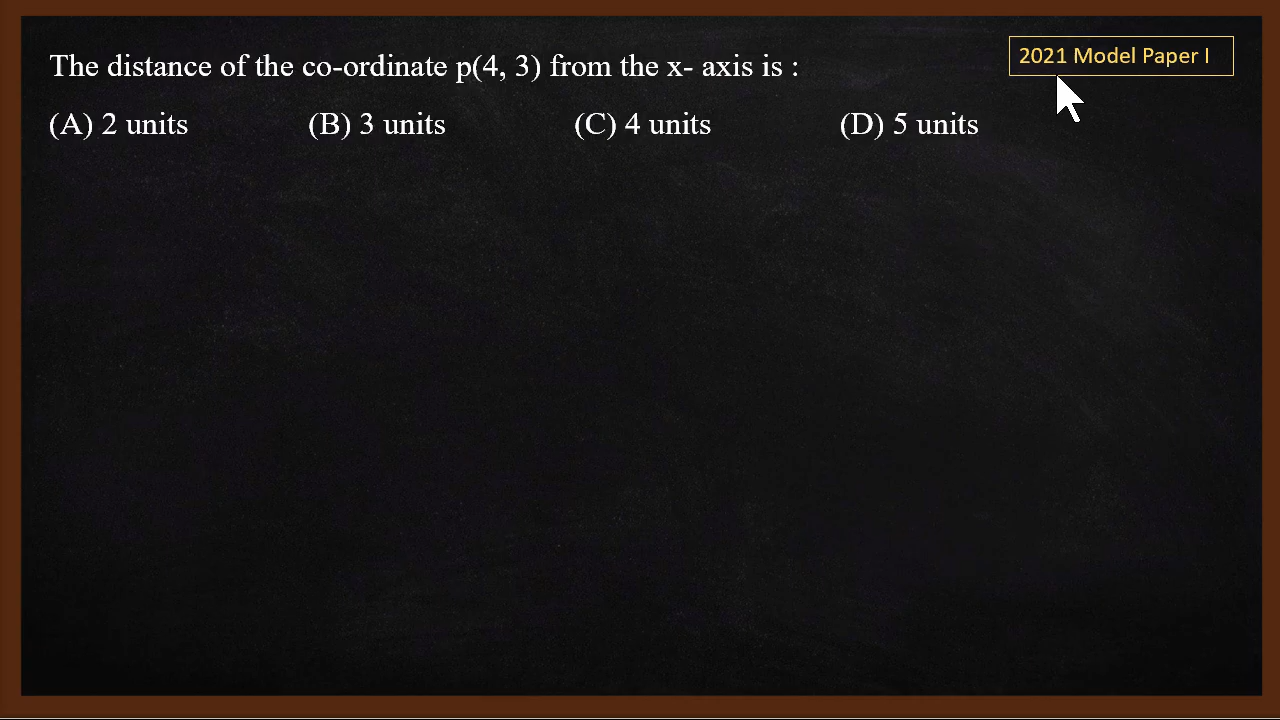 The distance of the co-ordinate p(4, 3) from the x- axis is :
2021 Model Paper I
(A) 2 units (B) 3 units (C) 4 units (D) 5 units